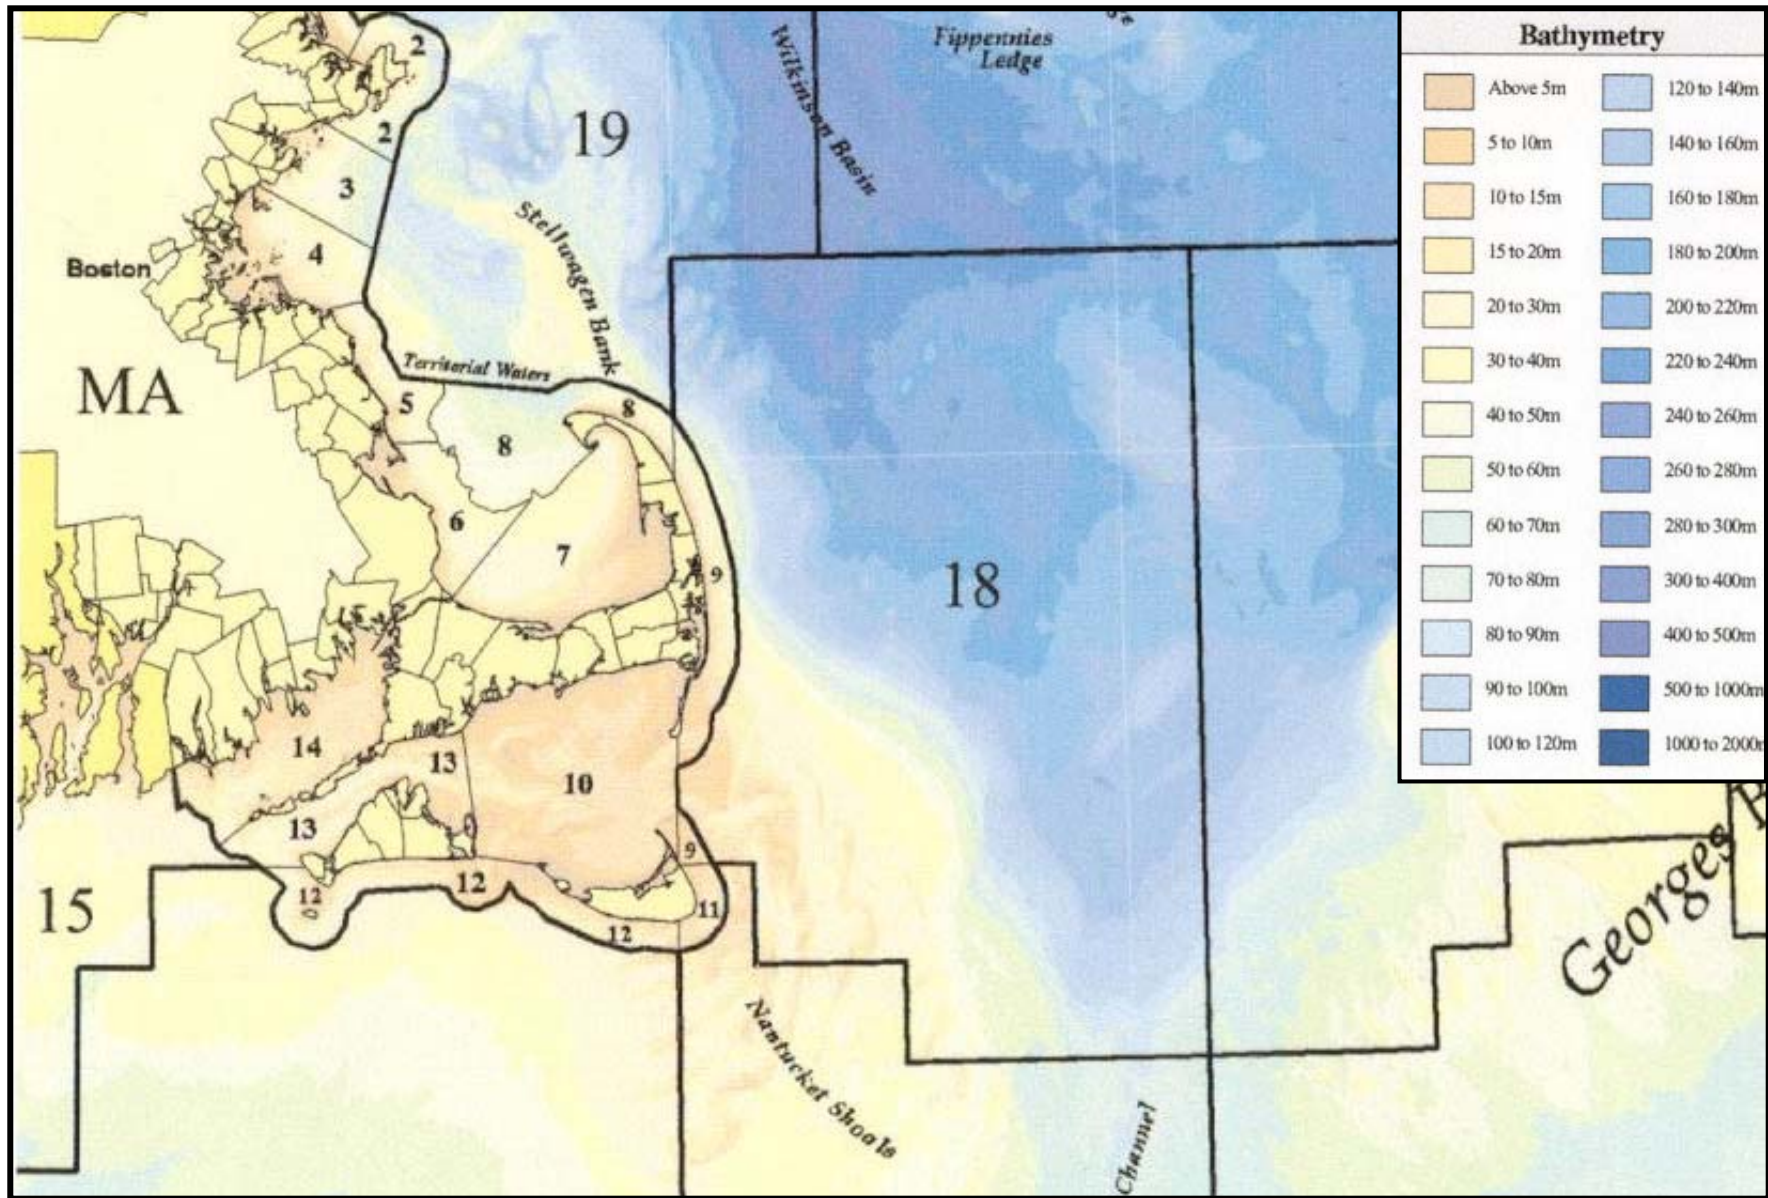 2
19
Fippennies
Ledge
Wilkinson Basin
2
3
Stellwagen Bank
4
Boston
Territorial Waters
MA
5
8
8
6
7
9
18
14
13
10
13
9
12
12
15
11
12
Nantucket Shoals
Channel
Georges
Bathymetry
Above 5m
5 to 10m
10 to 15m
15 to 20m
20 to 30m
30 to 40m
40 to 50m
50 to 60m
60 to 70m
70 to 80m
80 to 90m
90 to 100m
100 to 120m
120 to 140m
140 to 160m
160 to 180m
180 to 200m
200 to 220m
220 to 240m
240 to 260m
260 to 280m
280 to 300m
300 to 400m
400 to 500m
500 to 1000m
1000 to 2000m